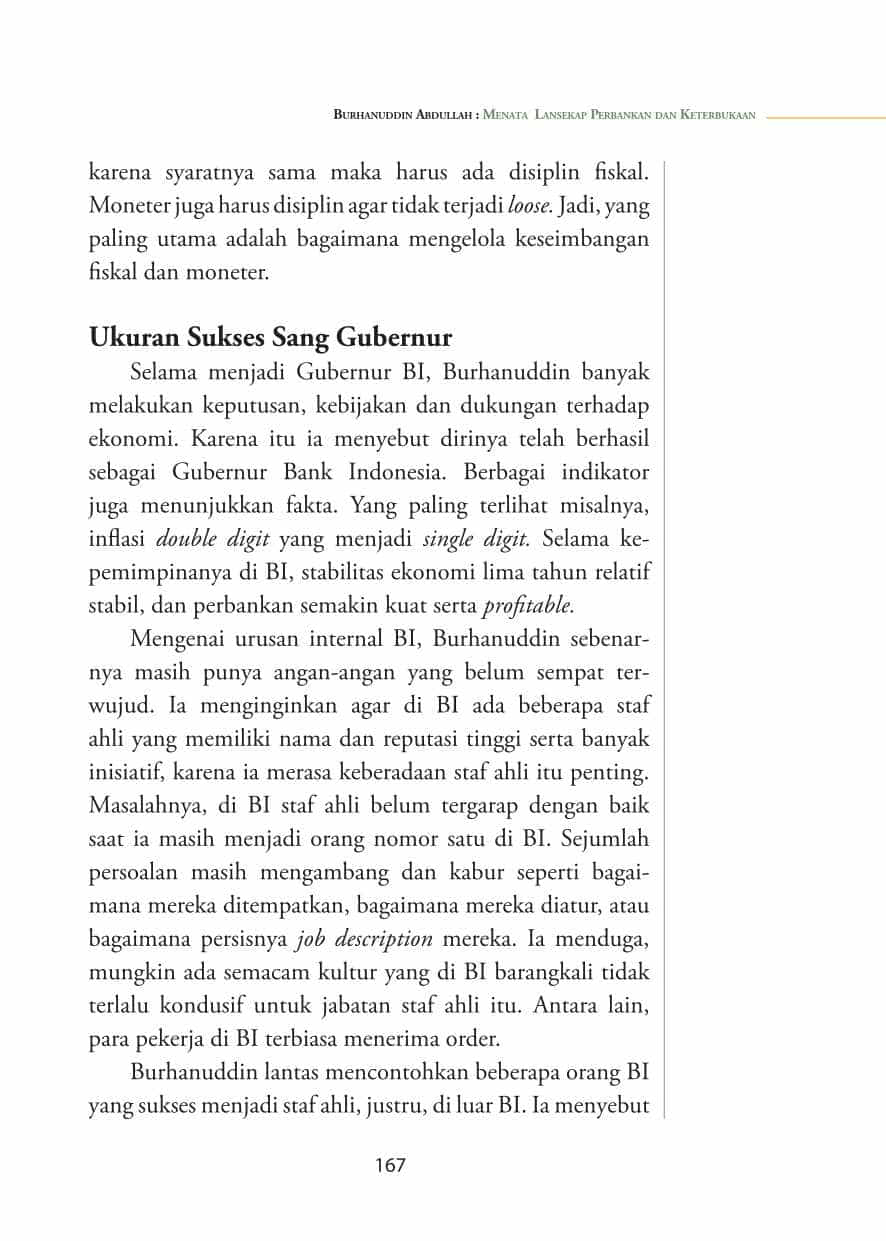 Burhanuddin Abdullah : Menata Lansekap Perbankan dan Keterbukaan
karena syaratnya sama maka harus ada disiplin fiskal.
Moneter juga harus disiplin agar tidak terjadi loose. Jadi, yang
paling utama adalah bagaimana mengelola keseimbangan
fiskal dan moneter.
Ukuran Sukses Sang Gubernur
Selama menjadi Gubernur BI, Burhanuddin banyak
melakukan keputusan, kebijakan dan dukungan terhadap
ekonomi. Karena itu ia menyebut dirinya telah berhasil
sebagai Gubernur Bank Indonesia. Berbagai indikator
juga menunjukkan fakta. Yang paling terlihat misalnya,
inflasi double digit yang menjadi single digit. Selama ke-
pemimpinanya di BI, stabilitas ekonomi lima tahun relatif
stabil, dan perbankan semakin kuat serta profitable.
Mengenai urusan internal BI, Burhanuddin sebenar-
nya masih punya angan-angan yang belum sempat ter-
wujud. Ia menginginkan agar di BI ada beberapa staf
ahli yang memiliki nama dan reputasi tinggi serta banyak
inisiatif, karena ia merasa keberadaan staf ahli itu penting.
Masalahnya, di BI staf ahli belum tergarap dengan baik
saat ia masih menjadi orang nomor satu di BI. Sejumlah
persoalan masih mengambang dan kabur seperti bagai-
mana mereka ditempatkan, bagaimana mereka diatur, atau
bagaimana persisnya job description mereka. Ia menduga,
mungkin ada semacam kultur yang di BI barangkali tidak
terlalu kondusif untuk jabatan staf ahli itu. Antara lain,
para pekerja di BI terbiasa menerima order.
Burhanuddin lantas mencontohkan beberapa orang BI
yang sukses menjadi staf ahli, justru, di luar BI. Ia menyebut
167